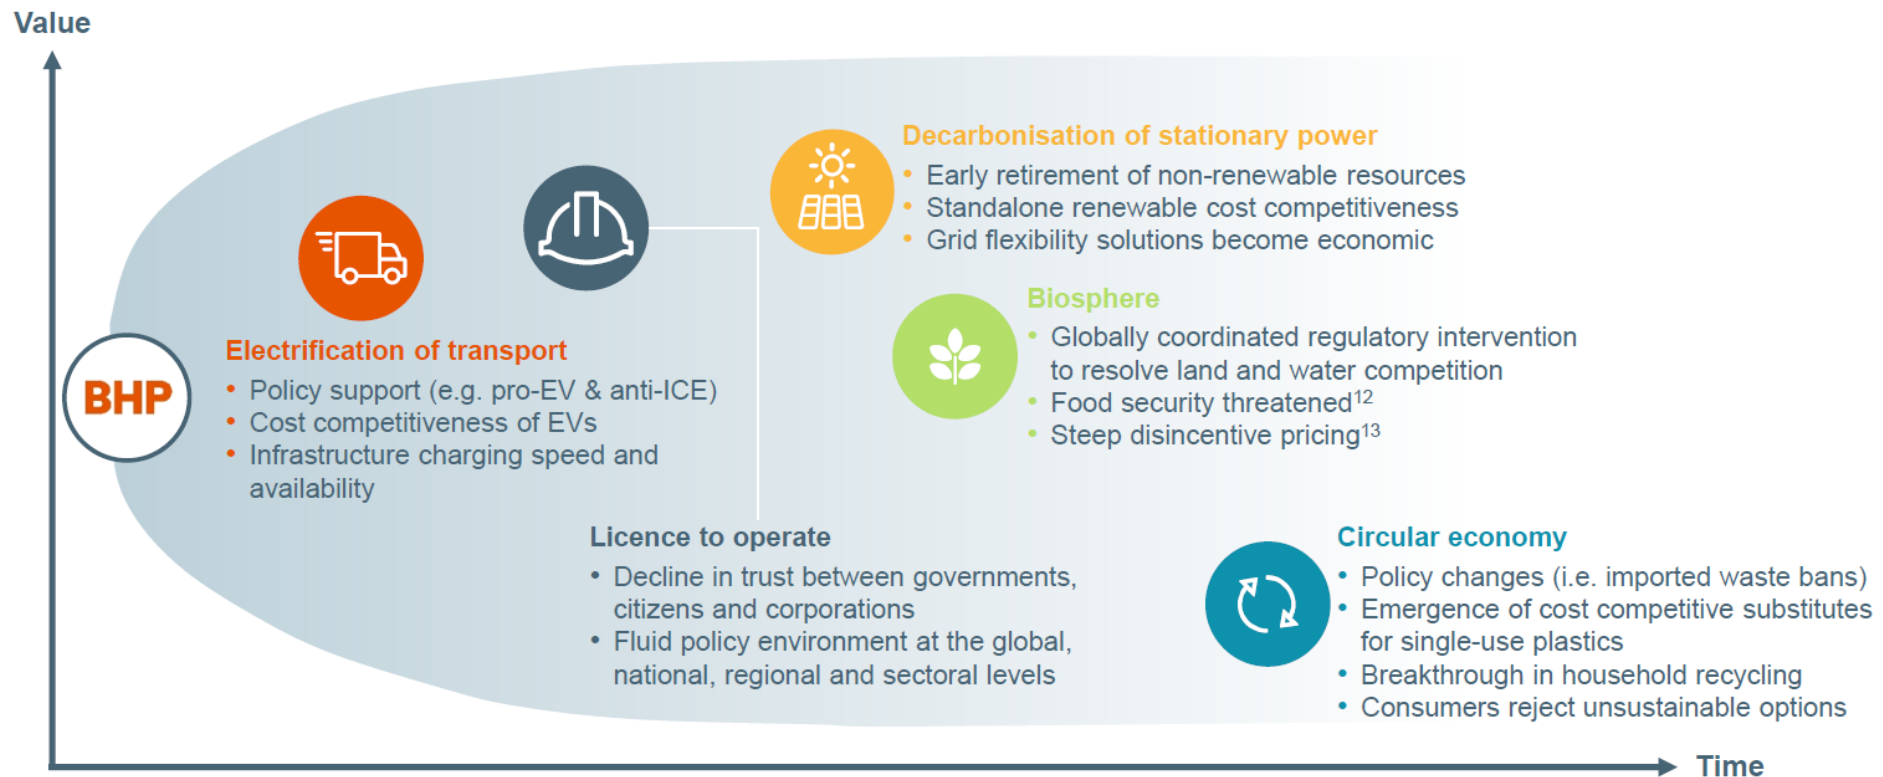 Value
Decarbonisation of stationary power
• Early retirement of non-renewable resources
• Standalone renewable cost competitiveness
• Grid flexibility solutions become economic
Biosphere
• Globally coordinated regulatory intervention
to resolve land and water competition
• Food security threatened¹²
• Steep disincentive pricing¹³
BHP
Electrification of transport
• Policy support (e.g. pro-EV & anti-ICE)
• Cost competitiveness of EVs
• Infrastructure charging speed and
availability
Licence to operate
• Decline in trust between governments,
citizens and corporations
• Fluid policy environment at the global,
national, regional and sectoral levels
Circular economy
• Policy changes (i.e. imported waste bans)
• Emergence of cost competitive substitutes
for single-use plastics
• Breakthrough in household recycling
• Consumers reject unsustainable options
Time